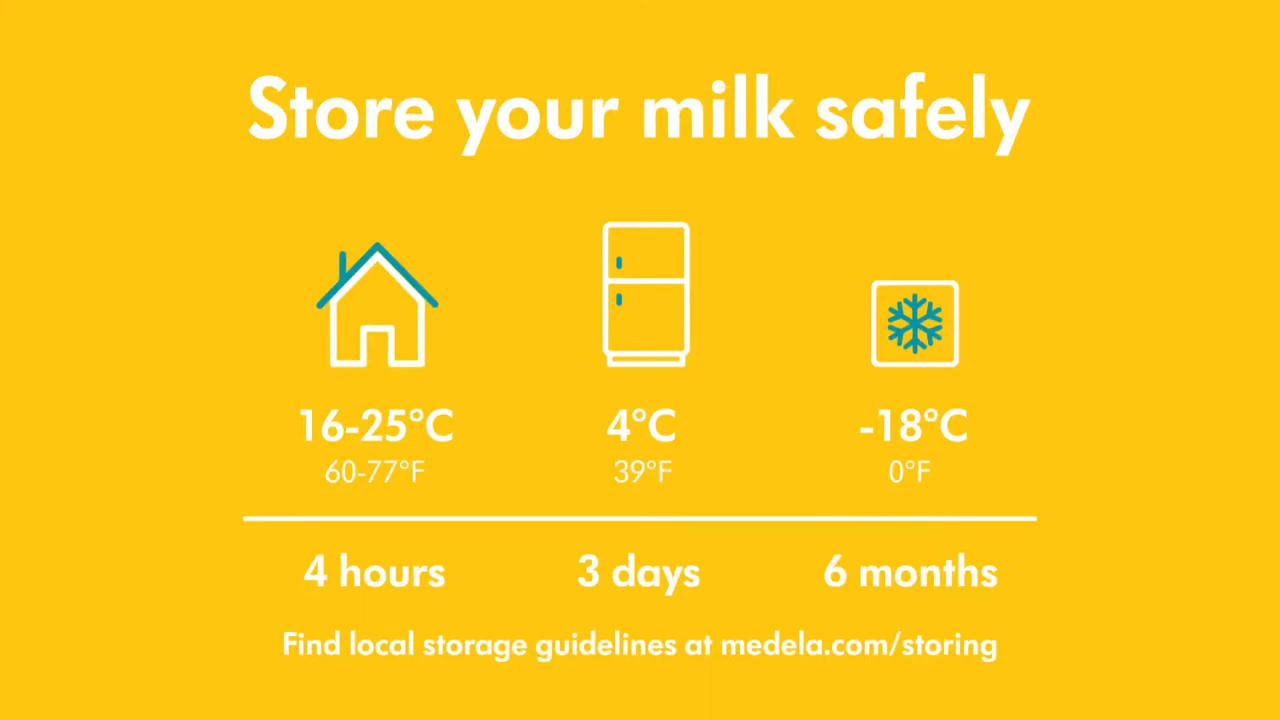 Store your milk safely
16-25°C 4°C -18°C
60-77°F 39°F 0°F
4 hours 3 days 6 months
Find local storage guidelines at medela.com/storing